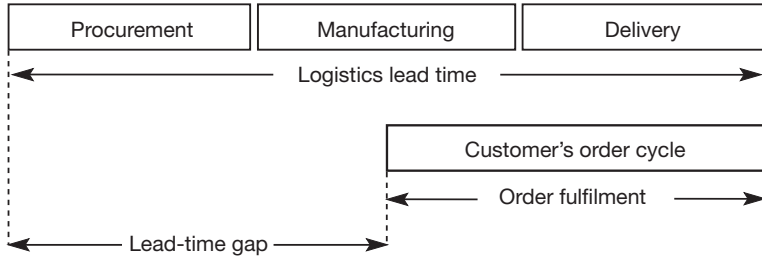 Procurement Manufacturing Delivery
Logistics lead time
Customer’s order cycle
Order fulfilment
Lead-time gap